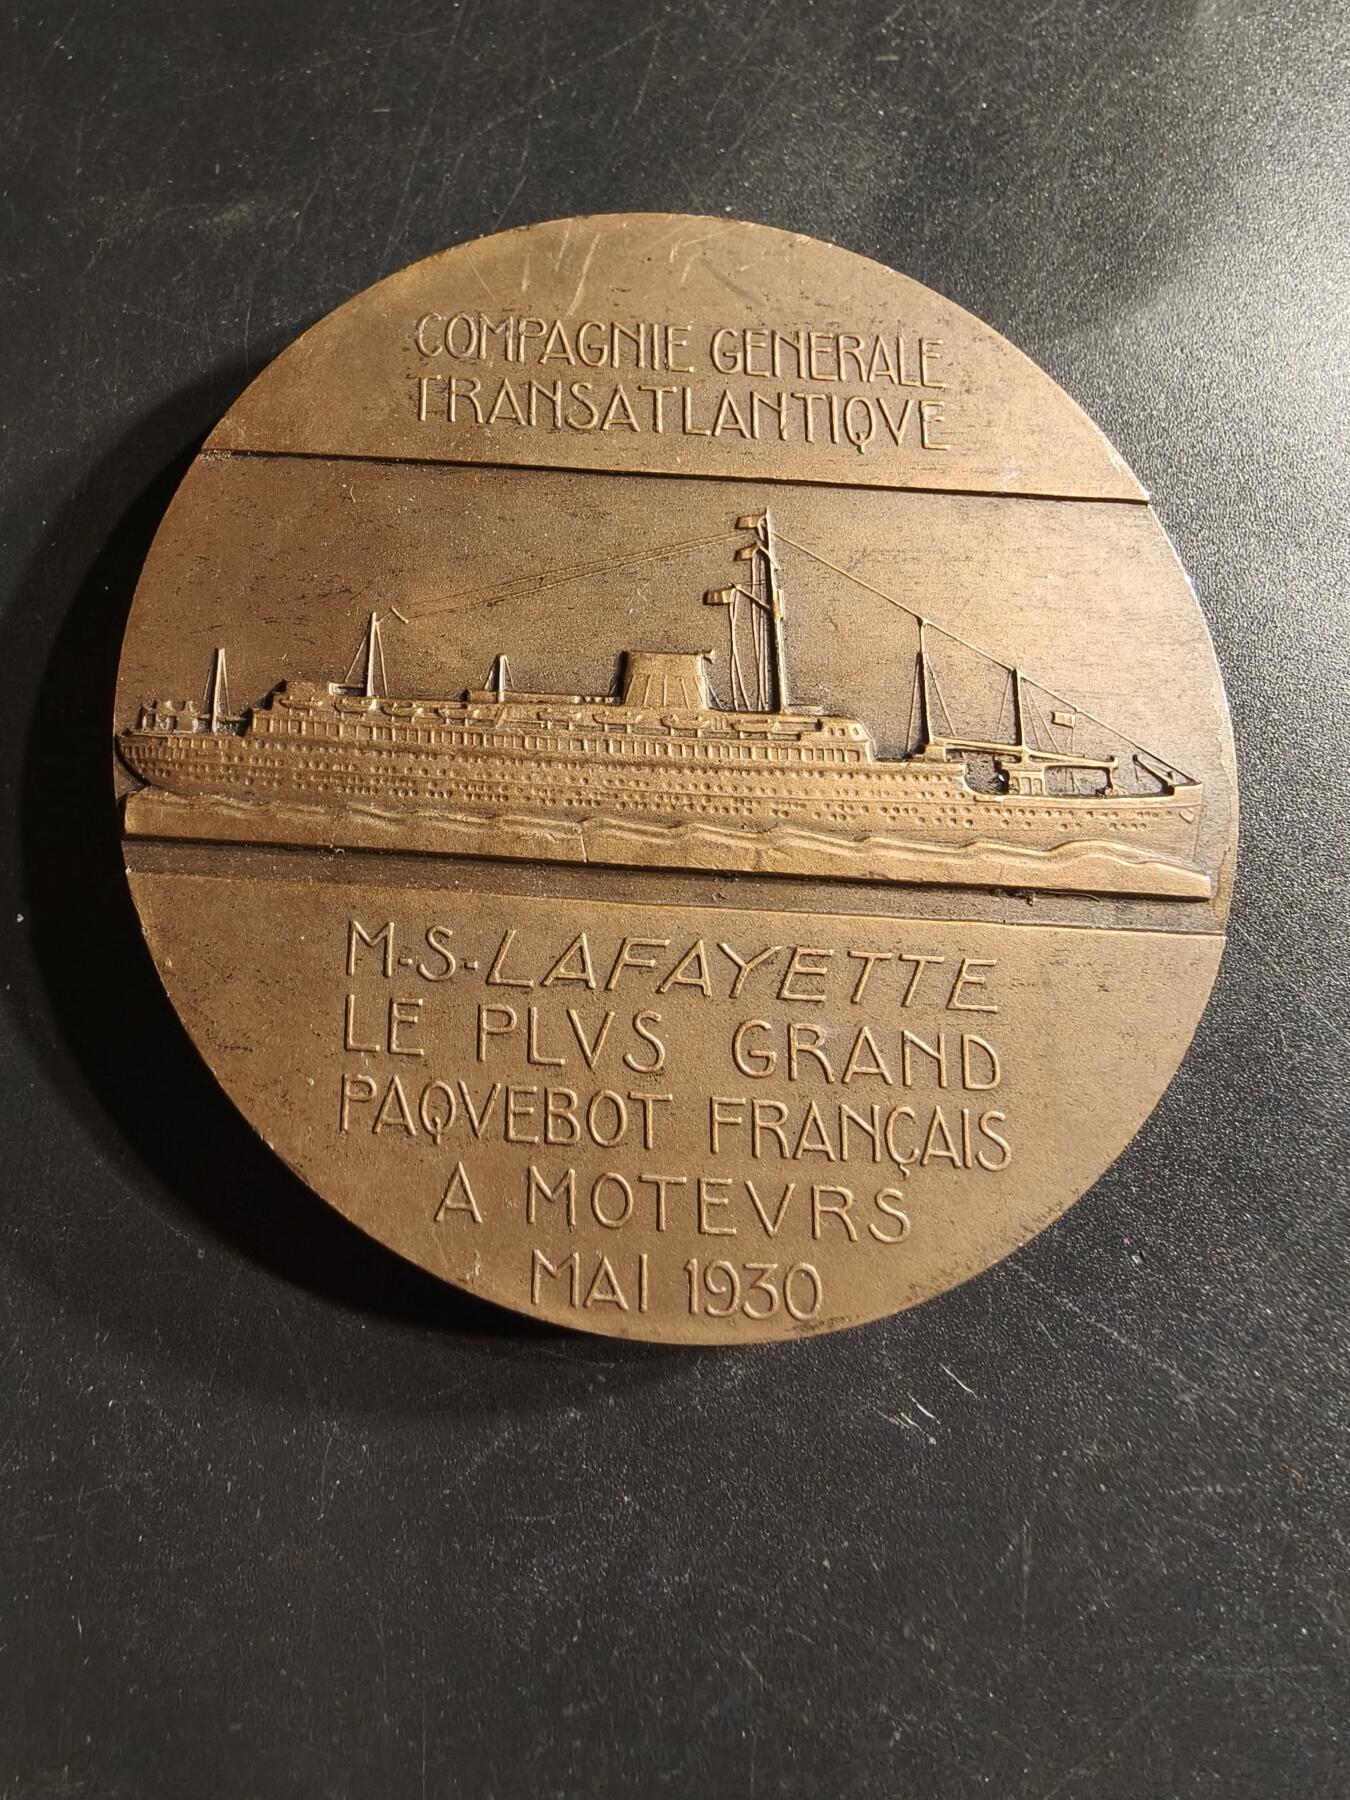 COMPAGNIE GENERALE
TRANSATLANTIQVE
M·S·LAFAYETTE
LE PLVS GRAND
PAQVEBOT FRANÇAIS
A MOTEVRS
MAI 1930